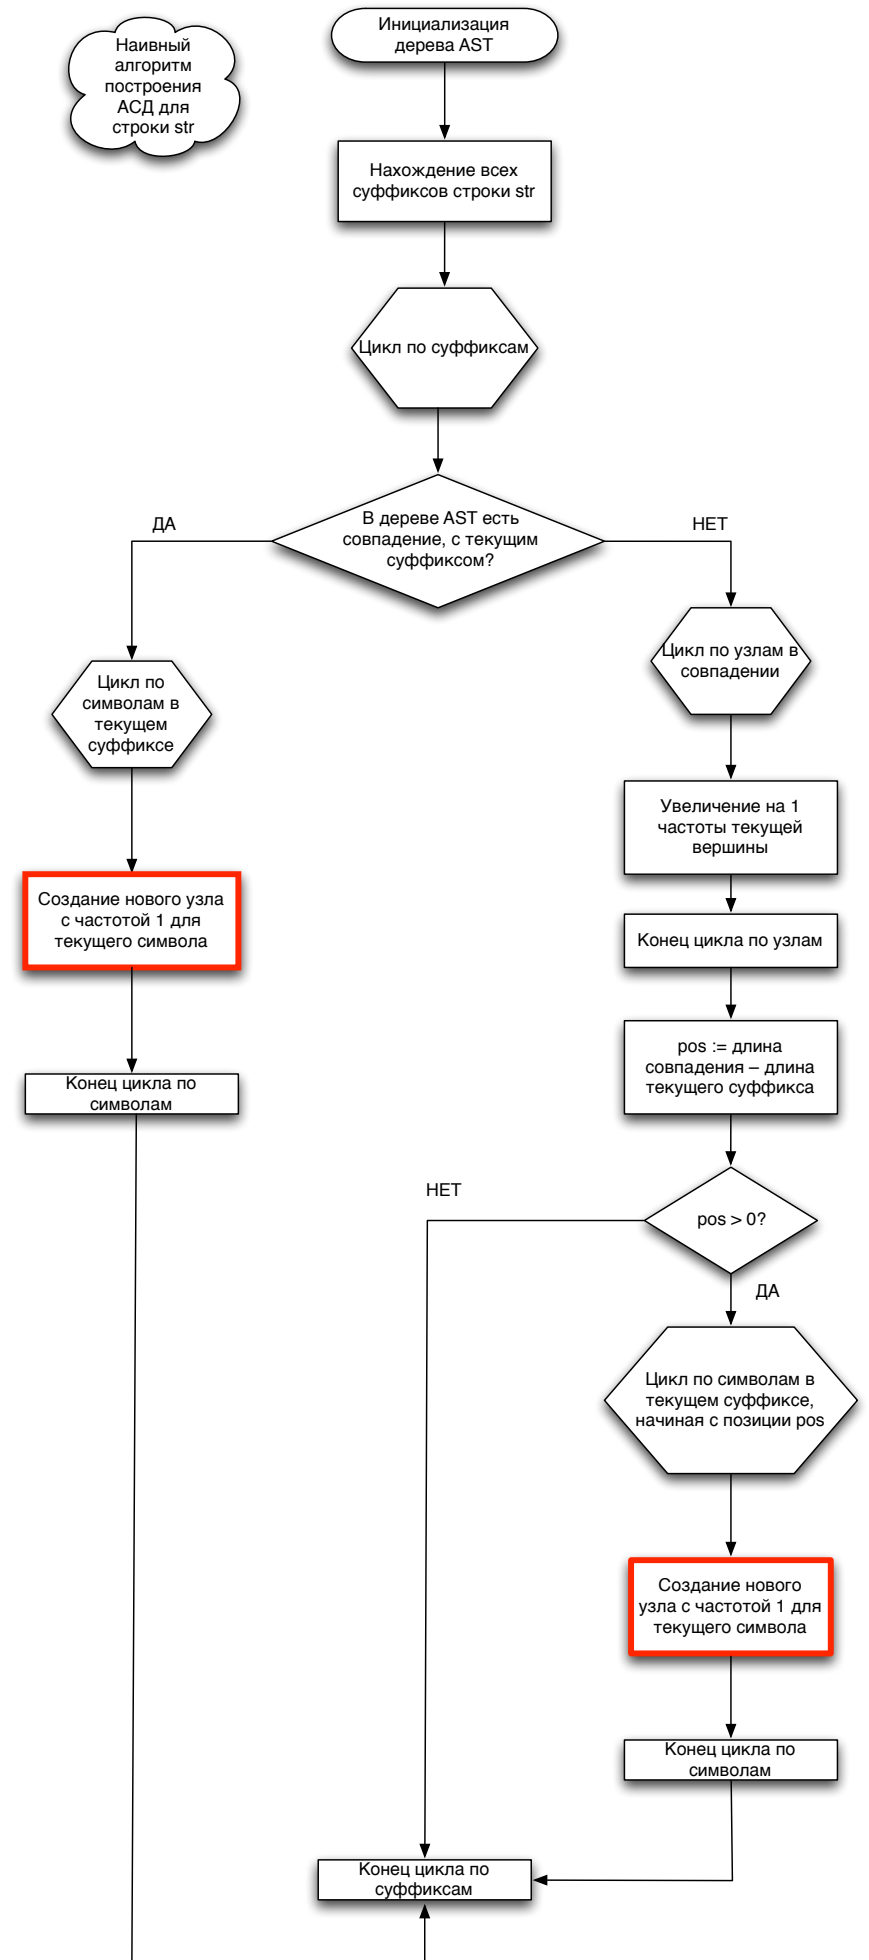 Наивный
алгоритм
построения
АСД для
строки str
Инициализация
дерева AST
Нахождение всех
суффиксов строки str
Цикл по суффиксам
В дереве AST есть
совпадение, с текущим
суффиксом?
ДА
НЕТ
Цикл по
символам в
текущем
суффиксе
Создание нового узла
с частотой 1 для
текущего символа
Конец цикла по
символам
Цикл по узлам в
совпадении
Увеличение на 1
частоты текущей
вершины
Конец цикла по узлам
pos := длина
совпадения – длина
текущего суффикса
pos > 0?
НЕТ
ДА
Цикл по символам в
текущем суффиксе,
начиная с позиции pos
Создание нового
узла с частотой 1 для
текущего символа
Конец цикла по
символам
Конец цикла по
суффиксам